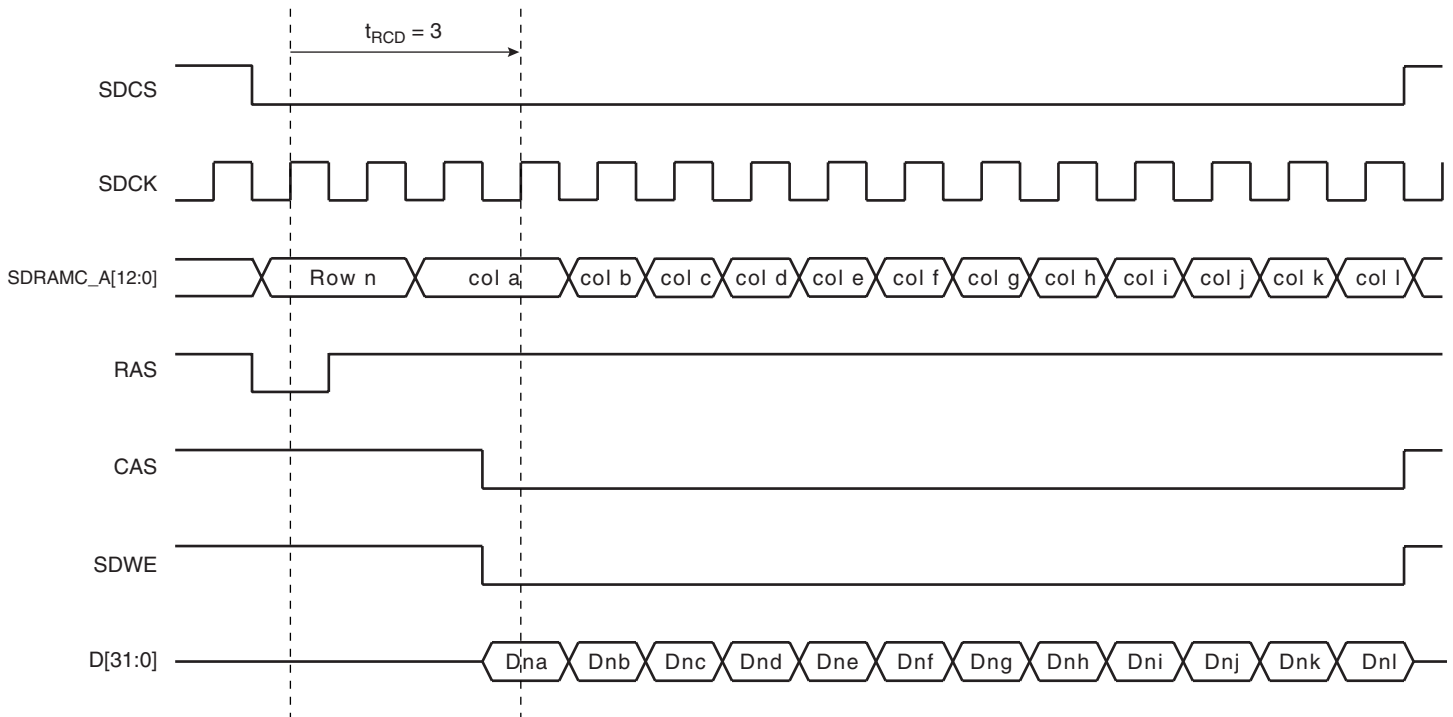 t_RCD = 3
SDCS
SDCK
SDRAMC_A[12:0] Row n col a col b col c col d col e col f col g col h col i col j col k col l
RAS
CAS
SDWE
D[31:0] Dna Dnb Dnc Dnd Dne Dnf Dng Dnh Dni Dnj Dnk Dnl